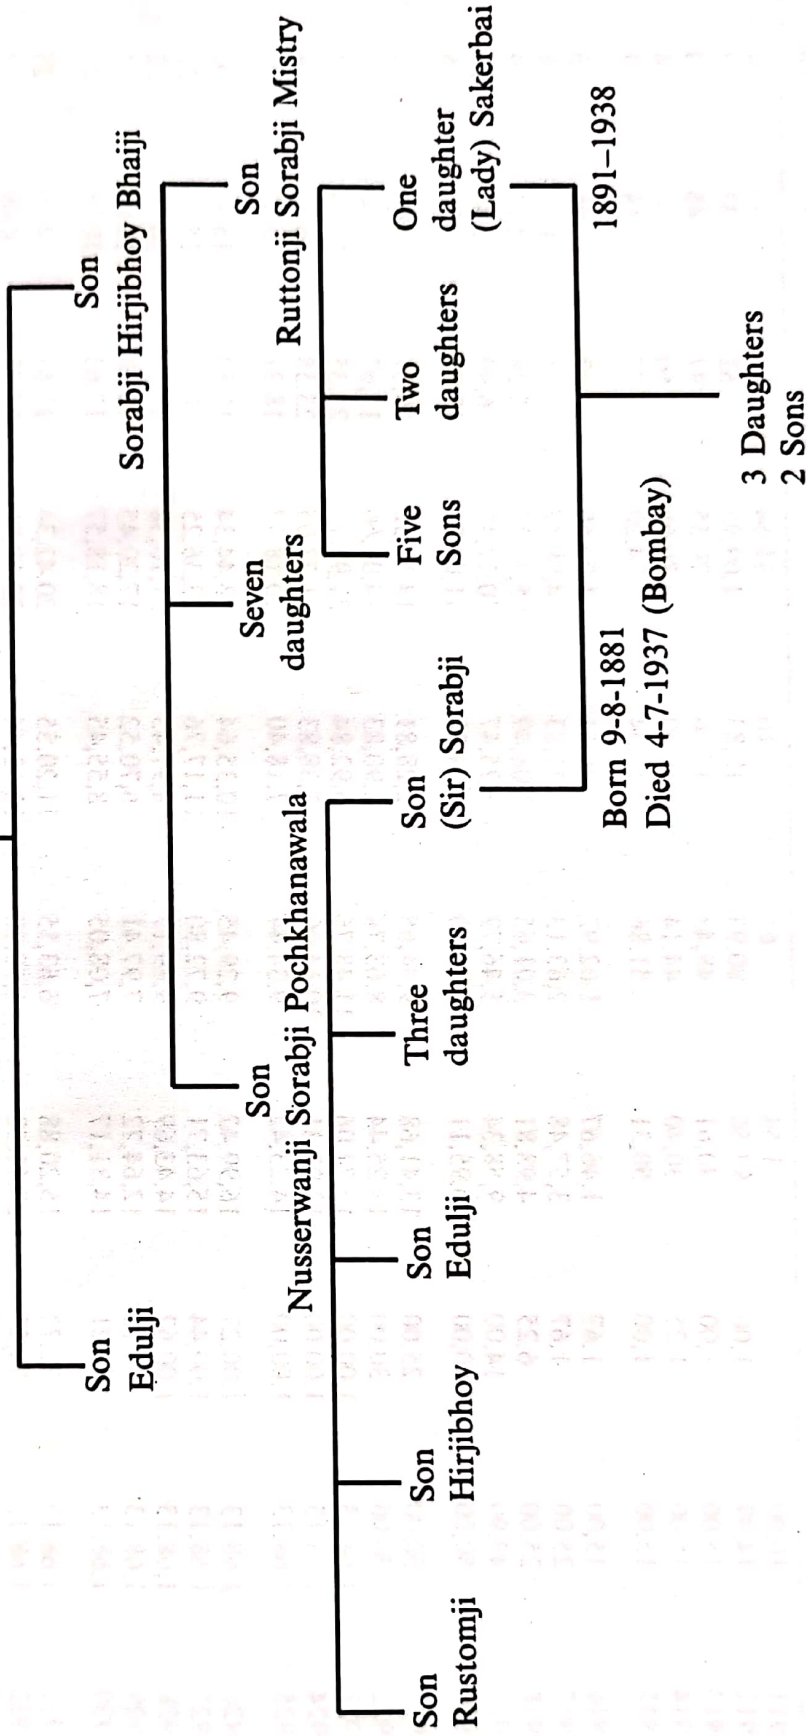 Son
Edulji
Son
Sorabji Hirjibhoy Bhaiji
Son
Nusserwanji Sorabji Pochkhanawala
Seven
daughters
Son
Ruttonji Sorabji Mistry
Son
Rustomji
Son
Hirjibhoy
Son
Edulji
Three
daughters
Son
(Sir) Sorabji
Five
Sons
Two
daughters
One
daughter
(Lady) Sakerbai
Born 9-8-1881
Died 4-7-1937 (Bombay)
1891–1938
3 Daughters
2 Sons